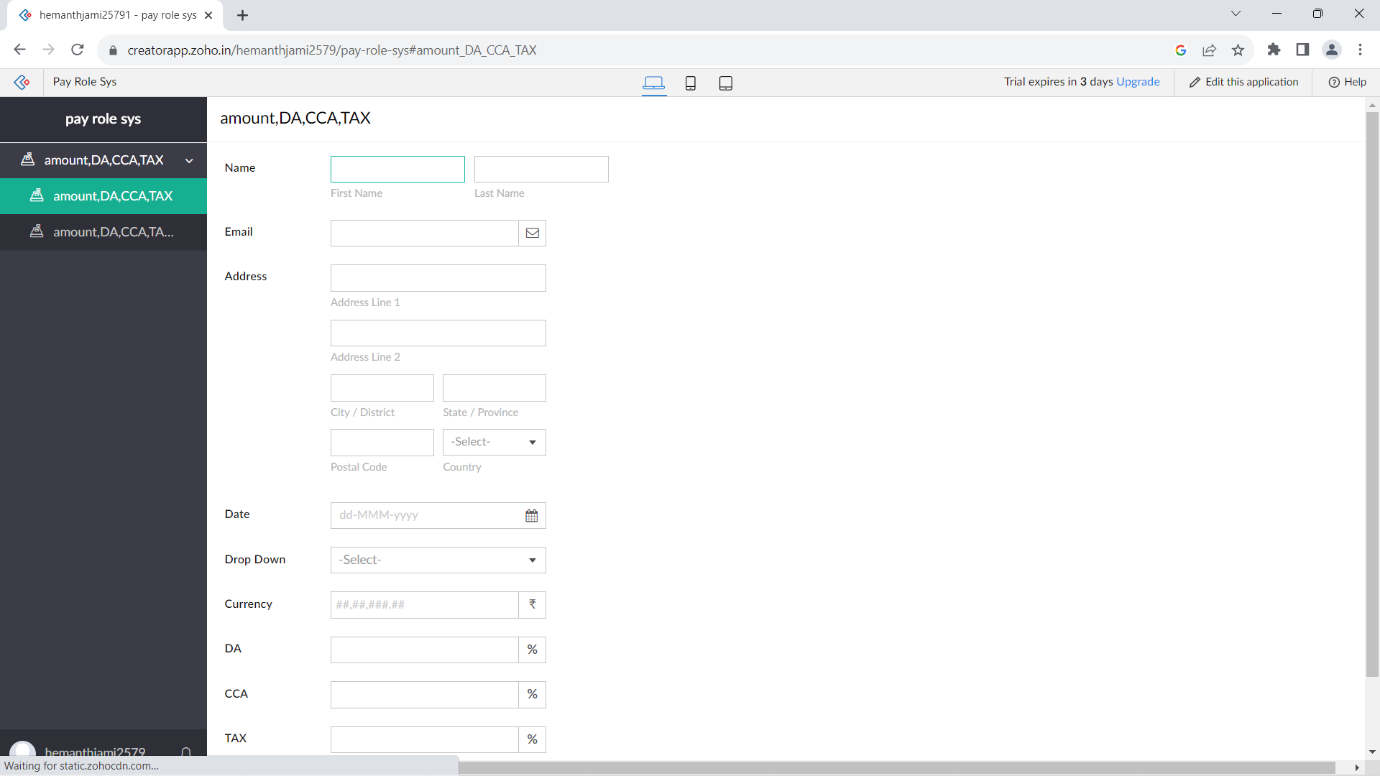 hemanthjami25791 - pay role sys
creatorapp.zoho.in/hemanthjami2579/pay-role-sys#amount_DA_CCA_TAX
Pay Role Sys
Trial expires in 3 days Upgrade
Edit this application
Help
pay role sys
amount,DA,CCA,TAX
amount,DA,CCA,TAX
amount,DA,CCA,TA...
hemanthjami2579
Waiting for static.zohocdn.com...
amount,DA,CCA,TAX
Name
First Name
Last Name
Email
Address
Address Line 1
Address Line 2
City / District
State / Province
-Select-
Postal Code
Country
Date
dd-MMM-yyyy
Drop Down
-Select-
Currency
##,##,###.##
₹
DA
%
CCA
%
TAX
%